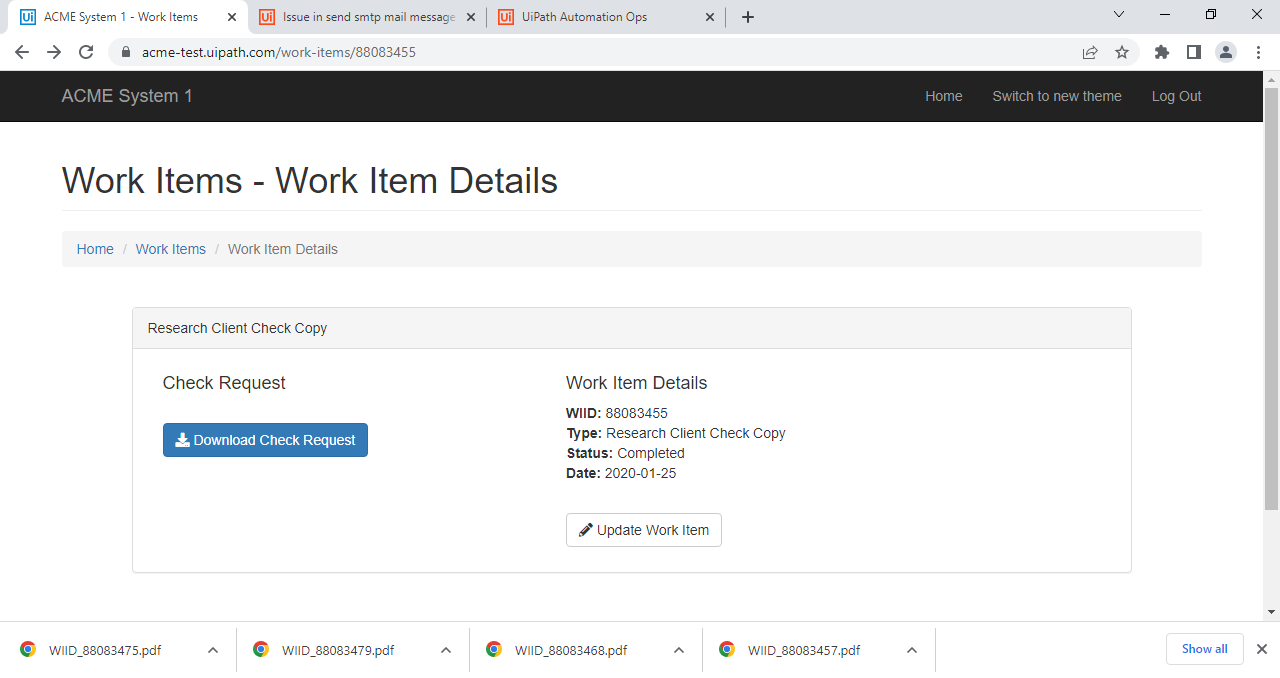 ACME System 1 - Work Items
Issue in send smtp mail message
UiPath Automation Ops
acme-test.uipath.com/work-items/88083455
ACME System 1
Home
Switch to new theme
Log Out
Work Items - Work Item Details
Home / Work Items / Work Item Details
Research Client Check Copy
Check Request
Download Check Request
Work Item Details
WIID: 88083455
Type: Research Client Check Copy
Status: Completed
Date: 2020-01-25
Update Work Item
WIID_88083475.pdf
WIID_88083479.pdf
WIID_88083468.pdf
WIID_88083457.pdf
Show all